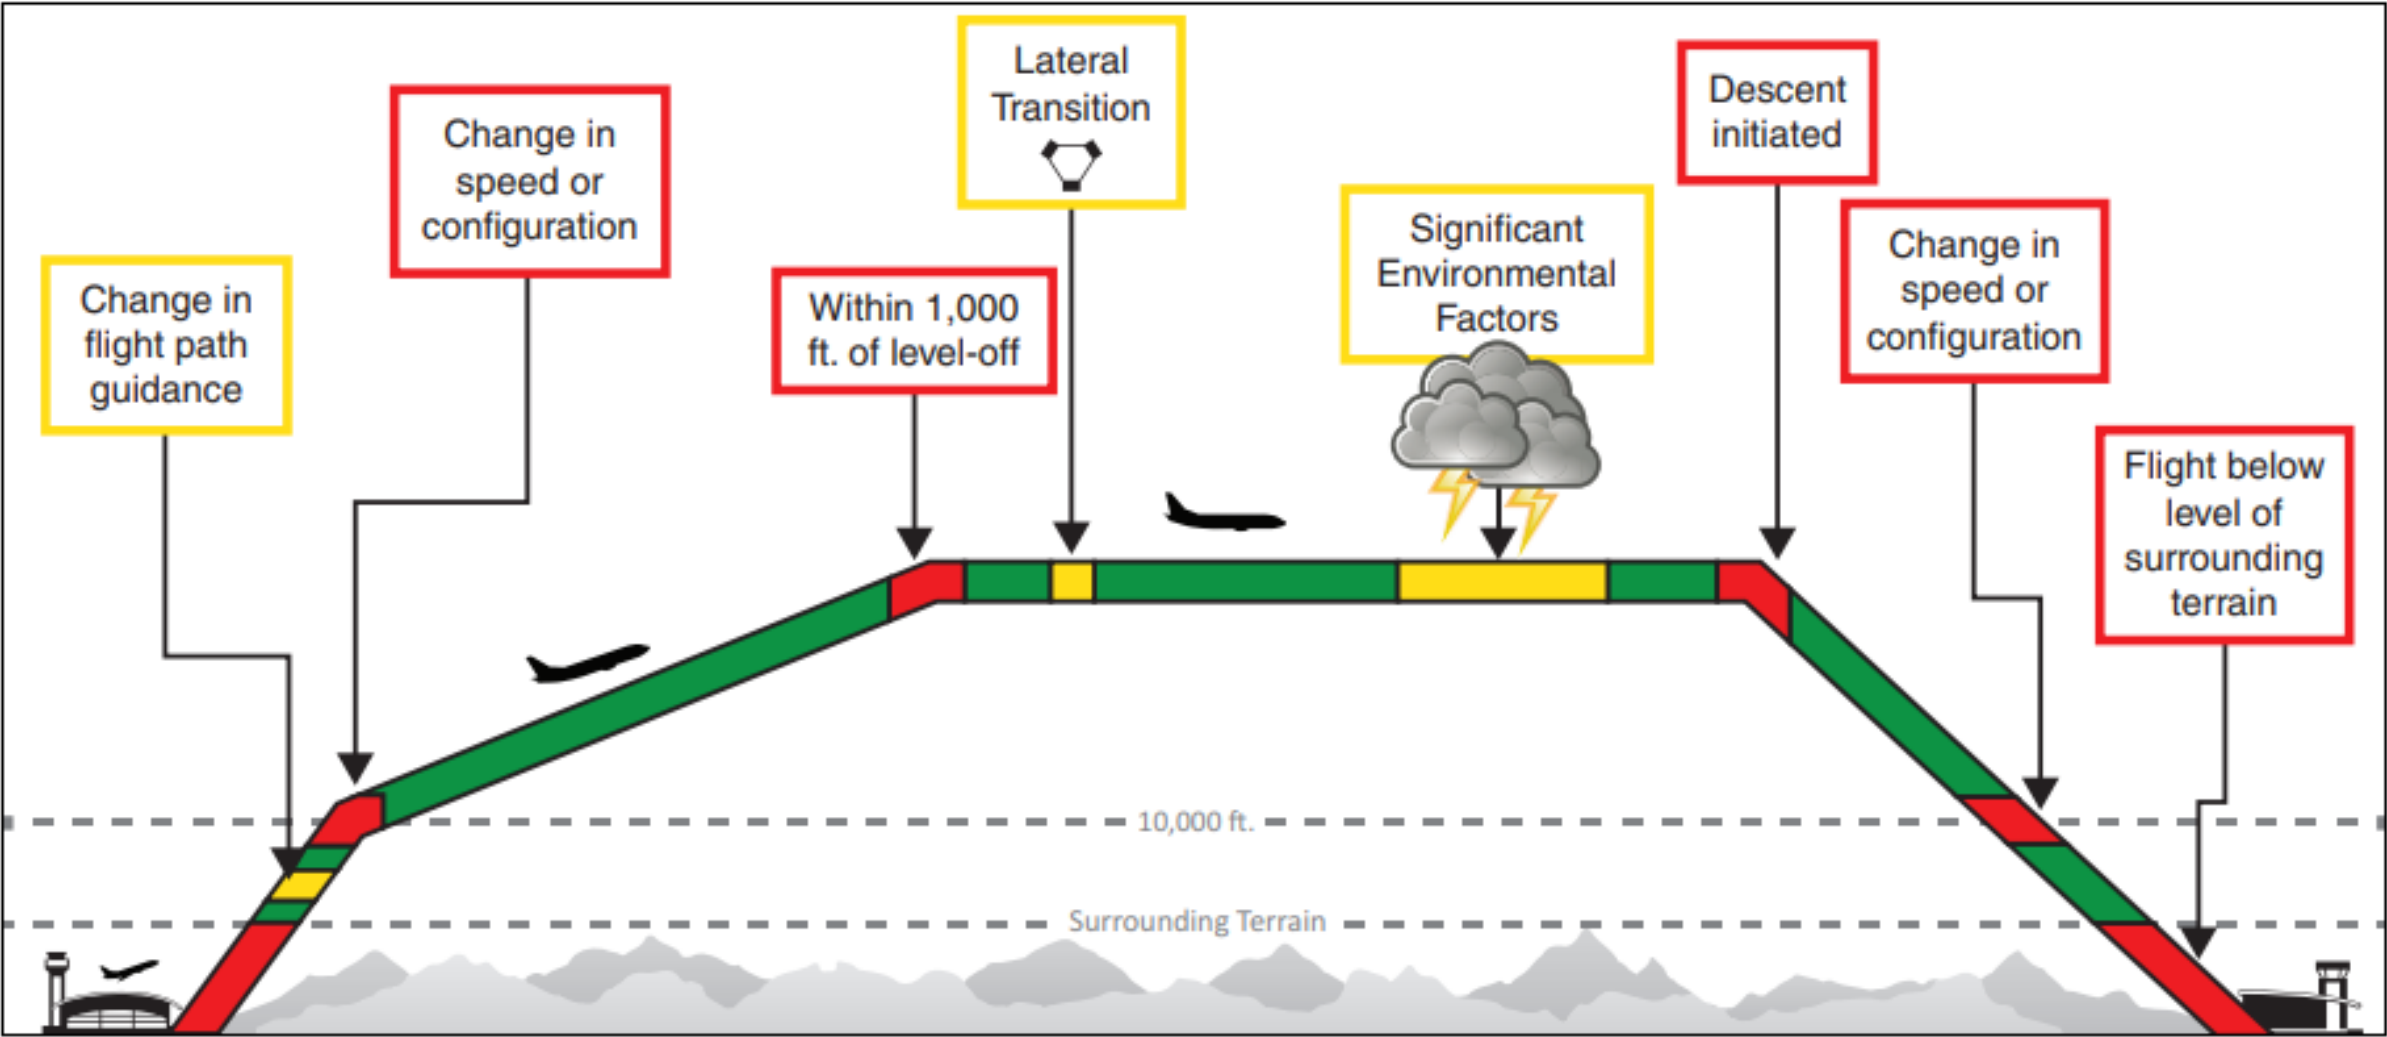 Change in
flight path
guidance
Change in
speed or
configuration
Within 1,000
ft. of level-off
Lateral
Transition
Significant
Environmental
Factors
Descent
initiated
Change in
speed or
configuration
Flight below
level of
surrounding
terrain
10,000 ft.
Surrounding Terrain